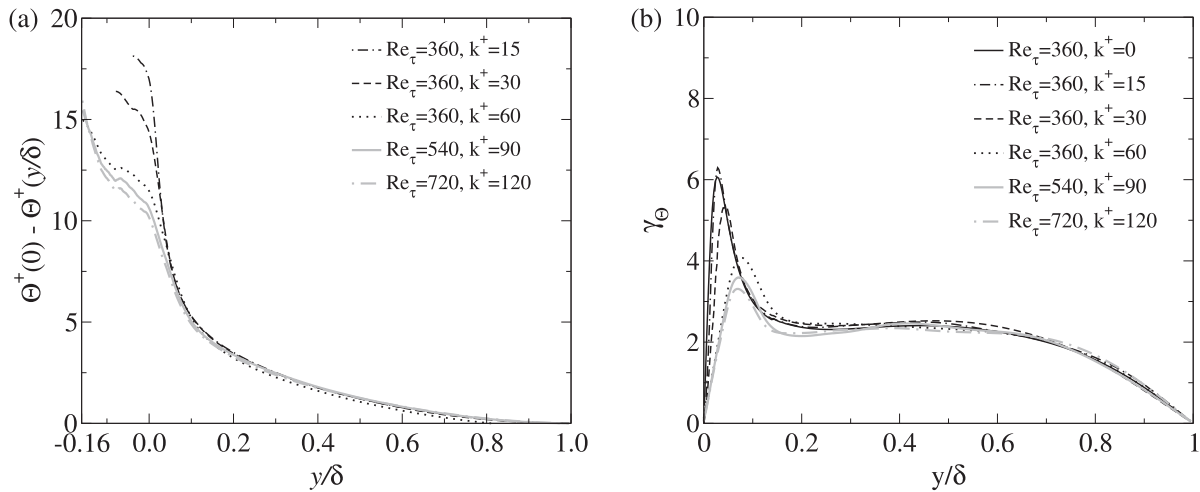 (a)
20
15
10
5
0
Θ⁺(0) - Θ⁺(y/δ)
Re_τ=360, k⁺=15
Re_τ=360, k⁺=30
Re_τ=360, k⁺=60
Re_τ=540, k⁺=90
Re_τ=720, k⁺=120
-0.16 0.0 0.2 0.4 0.6 0.8 1.0
y/δ
(b)
10
8
6
4
2
0
γ_Θ
Re_τ=360, k⁺=0
Re_τ=360, k⁺=15
Re_τ=360, k⁺=30
Re_τ=360, k⁺=60
Re_τ=540, k⁺=90
Re_τ=720, k⁺=120
0 0.2 0.4 0.6 0.8 1
y/δ